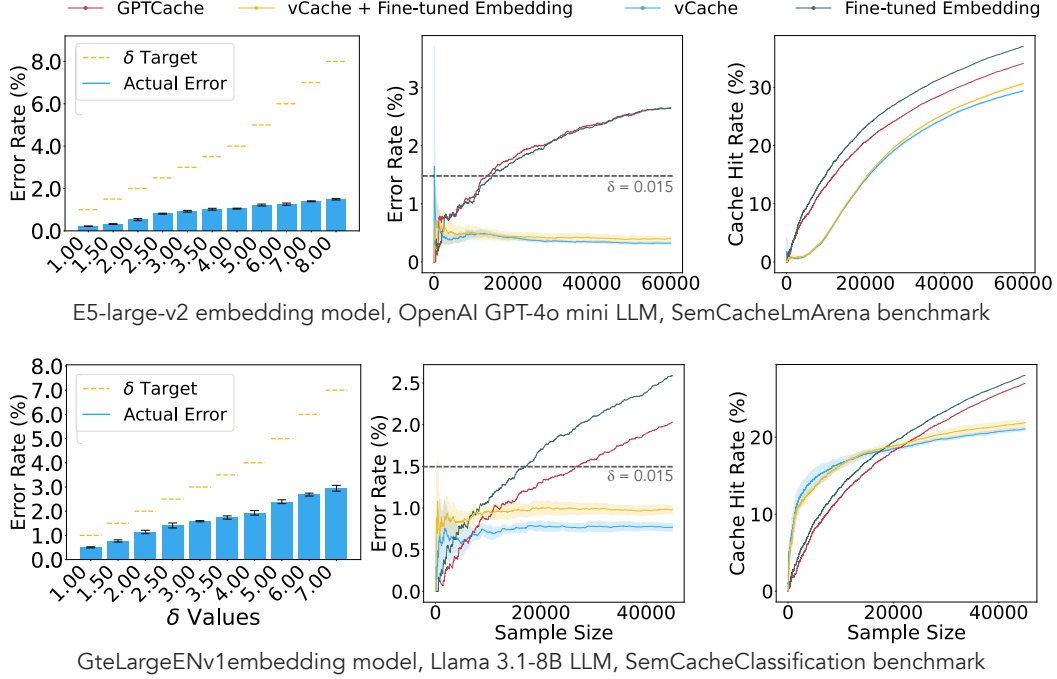 GPTCache vCache + Fine-tuned Embedding vCache Fine-tuned Embedding
Error Rate (%)
8.0
6.0
4.0
2.0
0.0
δ Target
Actual Error
1.00 1.50 2.00 2.50 3.00 3.50 4.00 5.00 6.00 7.00 8.00
Error Rate (%)
3
2
1
0
δ = 0.015
0 20000 40000 60000
Cache Hit Rate (%)
30
20
10
0
0 20000 40000 60000
E5-large-v2 embedding model, OpenAI GPT-4o mini LLM, SemCacheLmArena benchmark
Error Rate (%)
8.0
7.0
6.0
5.0
4.0
3.0
2.0
1.0
0.0
δ Target
Actual Error
1.00 1.50 2.00 2.50 3.00 3.50 4.00 5.00 6.00 7.00
δ Values
Error Rate (%)
2.5
2.0
1.5
1.0
0.5
0.0
δ = 0.015
0 20000 40000
Sample Size
Cache Hit Rate (%)
20
10
0
0 20000 40000
Sample Size
GteLargeENv1embedding model, Llama 3.1-8B LLM, SemCacheClassification benchmark